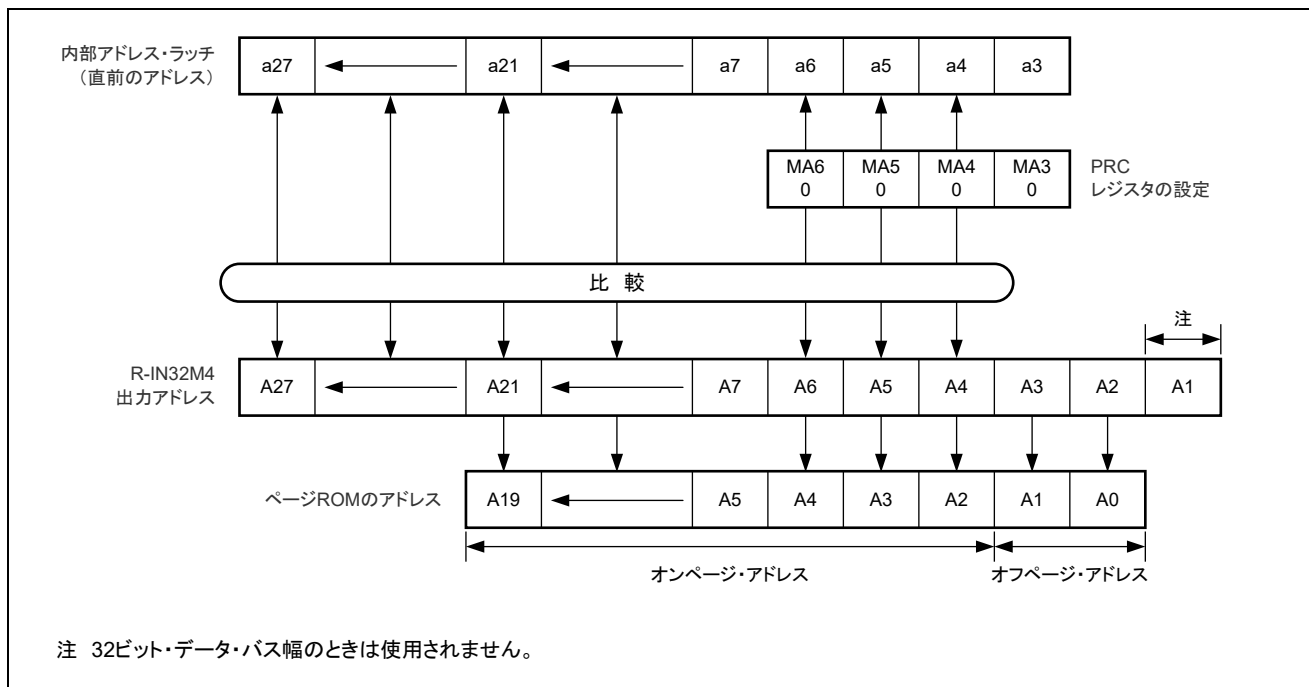 内部アドレス・ラッチ
（直前のアドレス）
a27 a21 a7 a6 a5 a4 a3
MA6 MA5 MA4 MA3
0 0 0 0
PRC
レジスタの設定
比 較
注
R-IN32M4
出力アドレス
A27 A21 A7 A6 A5 A4 A3 A2 A1
ページROMのアドレス
A19 A5 A4 A3 A2 A1 A0
オンページ・アドレス オフページ・アドレス
注 32ビット・データ・バス幅のときは使用されません。